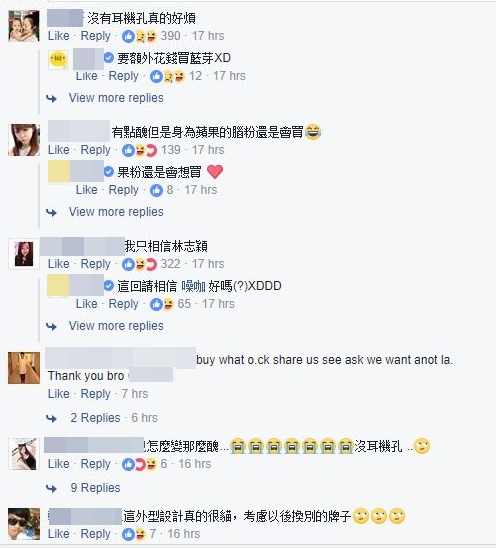 沒有耳機孔真的好煩
Like · Reply · 390 · 17 hrs
要額外花錢買藍芽XD
Like · Reply · 12 · 17 hrs
View more replies
有點醜但是身為蘋果的腦粉還是會買😂
Like · Reply · 139 · 17 hrs
果粉還是會想買 ❤
Like · Reply · 8 · 17 hrs
View more replies
我只相信林志穎
Like · Reply · 322 · 17 hrs
這回請相信 噪咖 好嗎(?)XDDD
Like · Reply · 65 · 17 hrs
View more replies
buy what o.ck share us see ask we want anot la.
Thank you bro
Like · Reply · 7 hrs
2 Replies · 6 hrs
怎麼變那麼醜...😭😭😭😭😭😭😭沒耳機孔 ..🙄
Like · Reply · 6 · 16 hrs
9 Replies
這外型設計真的很貓，考慮以後換別的牌子🙄🙄🙄
Like · Reply · 7 · 16 hrs